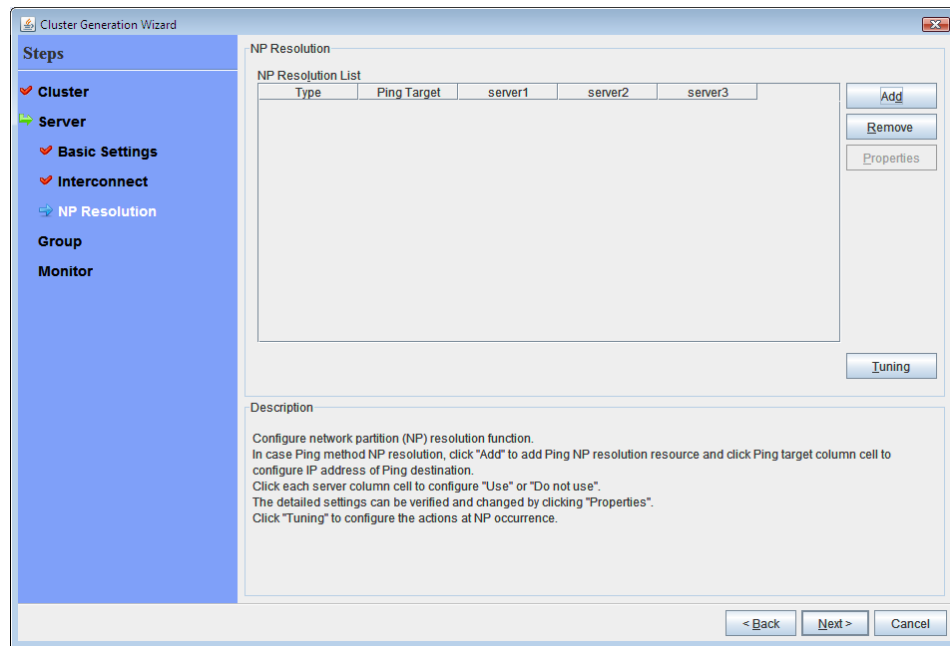 Cluster Generation Wizard
Steps
Cluster
Server
Basic Settings
Interconnect
NP Resolution
Group
Monitor
NP Resolution
NP Resolution List
Type Ping Target server1 server2 server3
Add
Remove
Properties
Tuning
Description
Configure network partition (NP) resolution function.
In case Ping method NP resolution, click "Add" to add Ping NP resolution resource and click Ping target column cell to
configure IP address of Ping destination.
Click each server column cell to configure "Use" or "Do not use".
The detailed settings can be verified and changed by clicking "Properties".
Click "Tuning" to configure the actions at NP occurrence.
< Back Next > Cancel